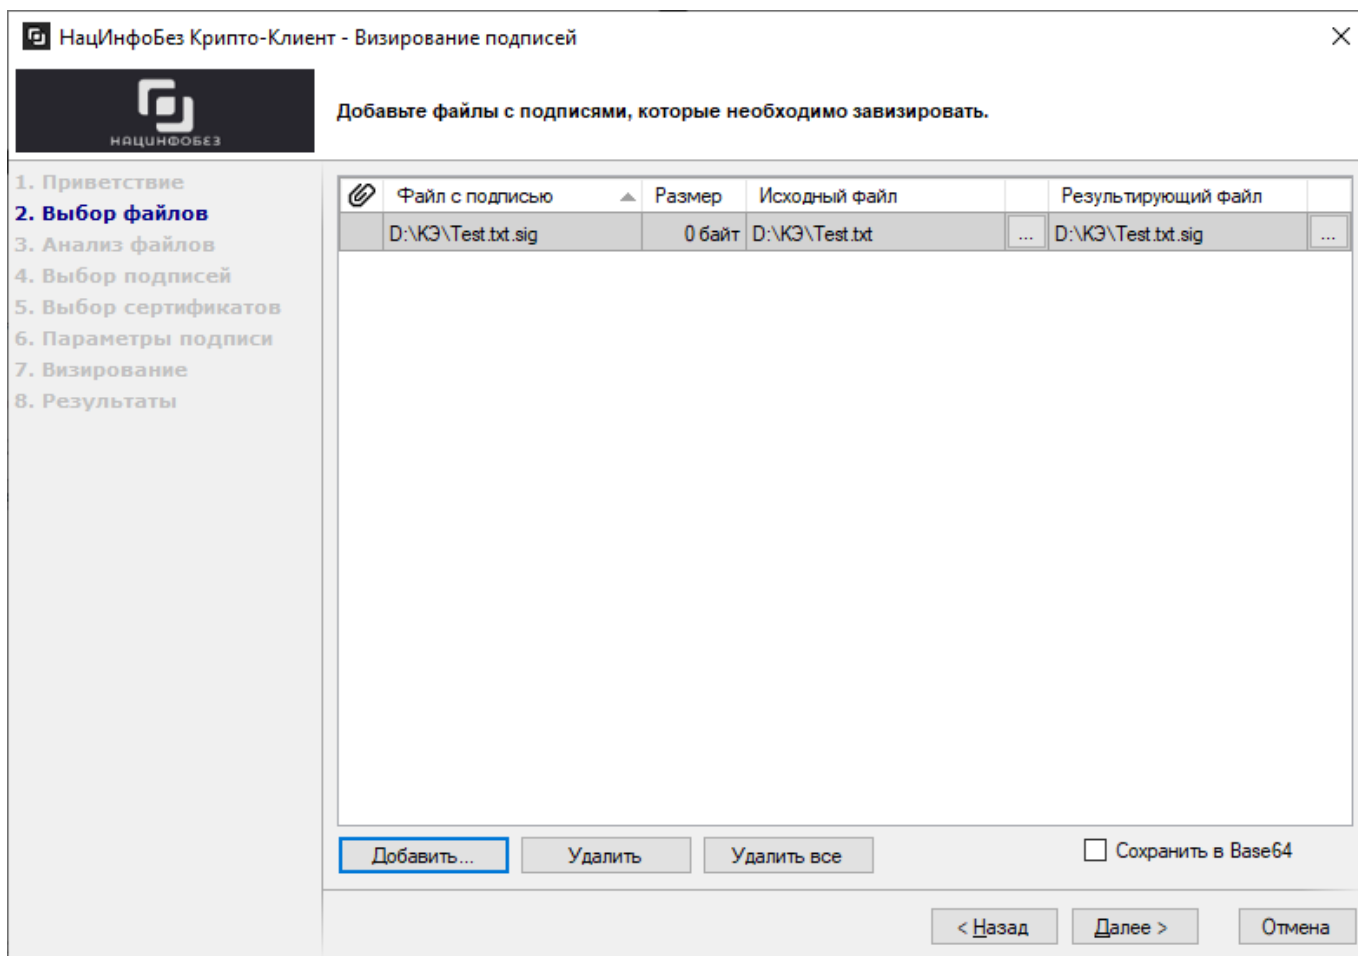 НацИнфоБез Крипто-Клиент - Визирование подписей
НАЦИНФОБЕЗ
Добавьте файлы с подписями, которые необходимо завизировать.
1. Приветствие
2. Выбор файлов
3. Анализ файлов
4. Выбор подписей
5. Выбор сертификатов
6. Параметры подписи
7. Визирование
8. Результаты
Файл с подписью Размер Исходный файл Результирующий файл
D:\КЭ\Test.txt.sig 0 байт D:\КЭ\Test.txt ... D:\КЭ\Test.txt.sig ...
Добавить... Удалить Удалить все Сохранить в Base64
< Назад Далее > Отмена